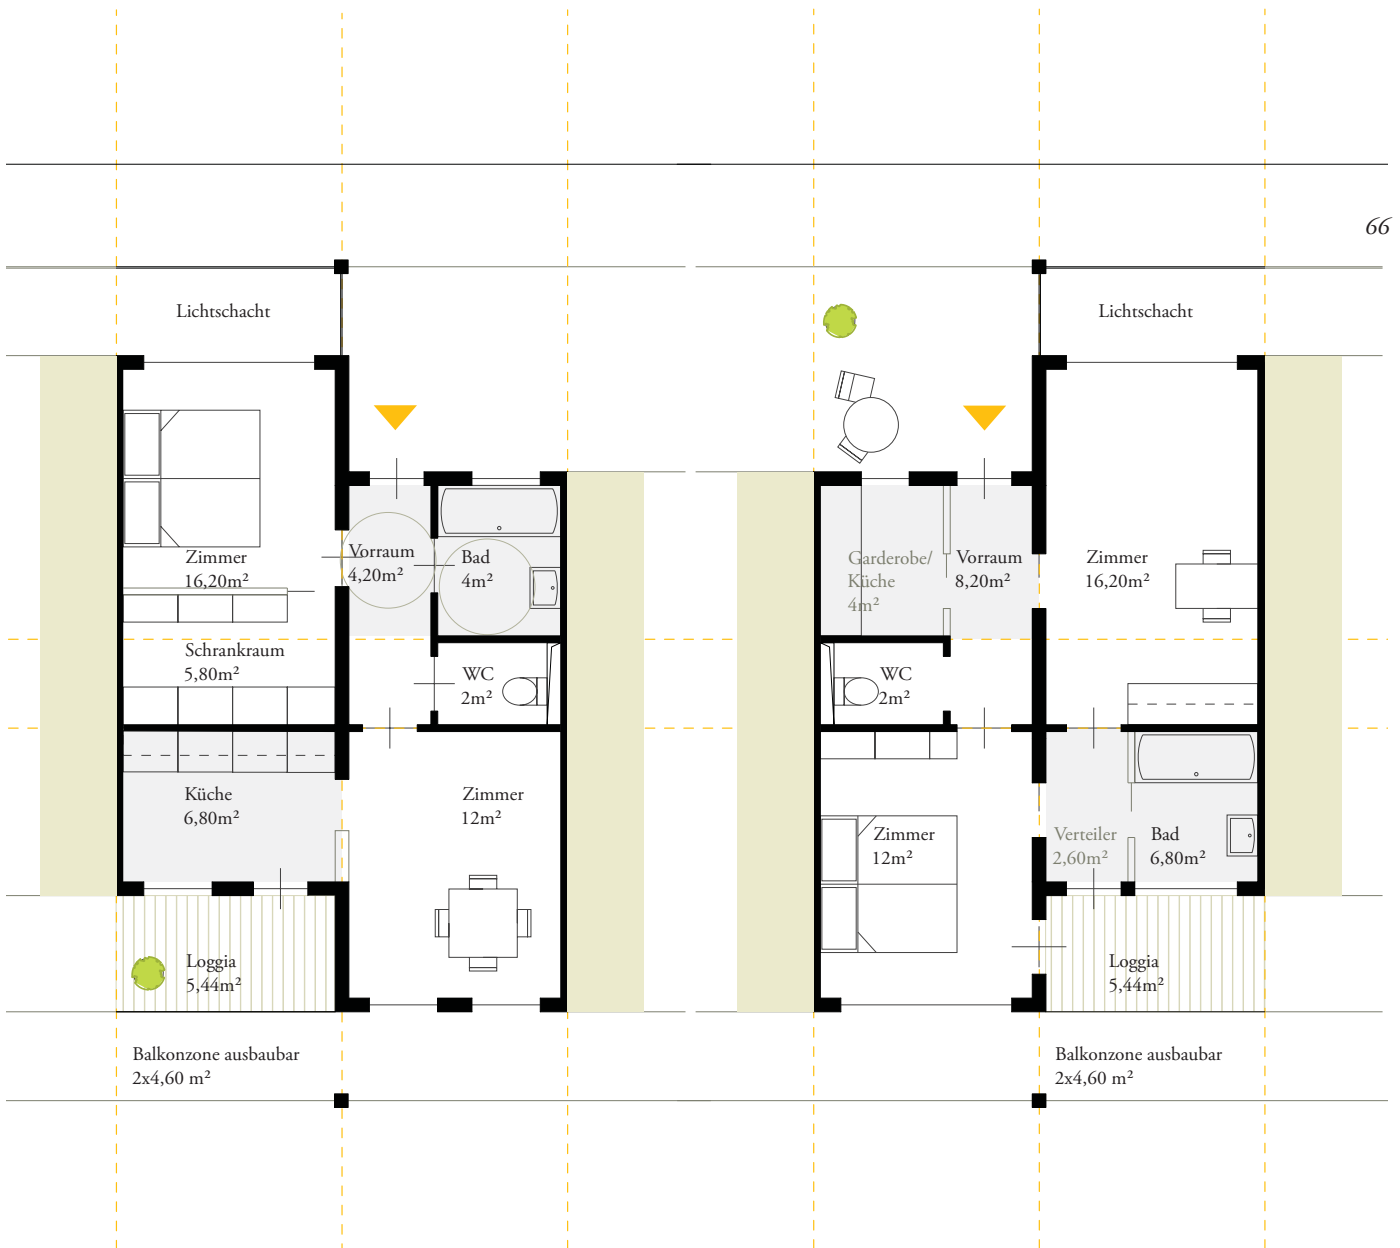 66
Lichtschacht
Zimmer
16,20m²
Vorraum
4,20m²
Bad
4m²
Schrankraum
5,80m²
WC
2m²
Küche
6,80m²
Zimmer
12m²
Loggia
5,44m²
Balkonzone ausbaubar
2x4,60 m²
Lichtschacht
Garderobe/
Küche
4m²
Vorraum
8,20m²
Zimmer
16,20m²
WC
2m²
Zimmer
12m²
Verteiler
2,60m²
Bad
6,80m²
Loggia
5,44m²
Balkonzone ausbaubar
2x4,60 m²